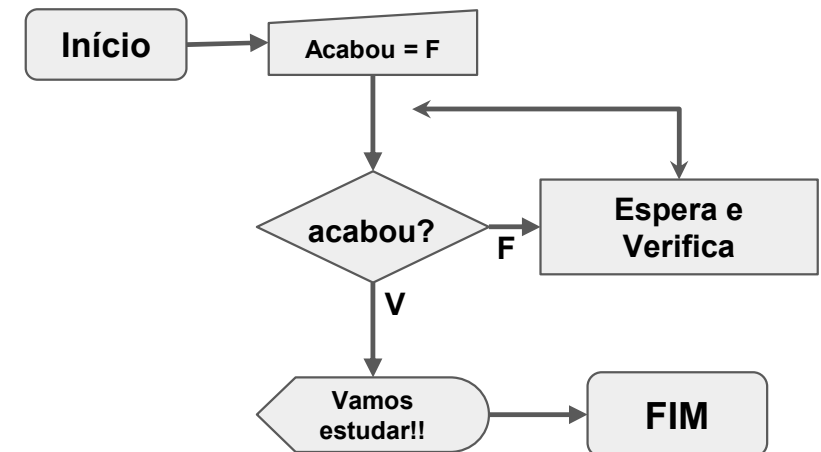 Início
Acabou = F
acabou?
F
Espera e
Verifica
V
Vamos
estudar!!
FIM